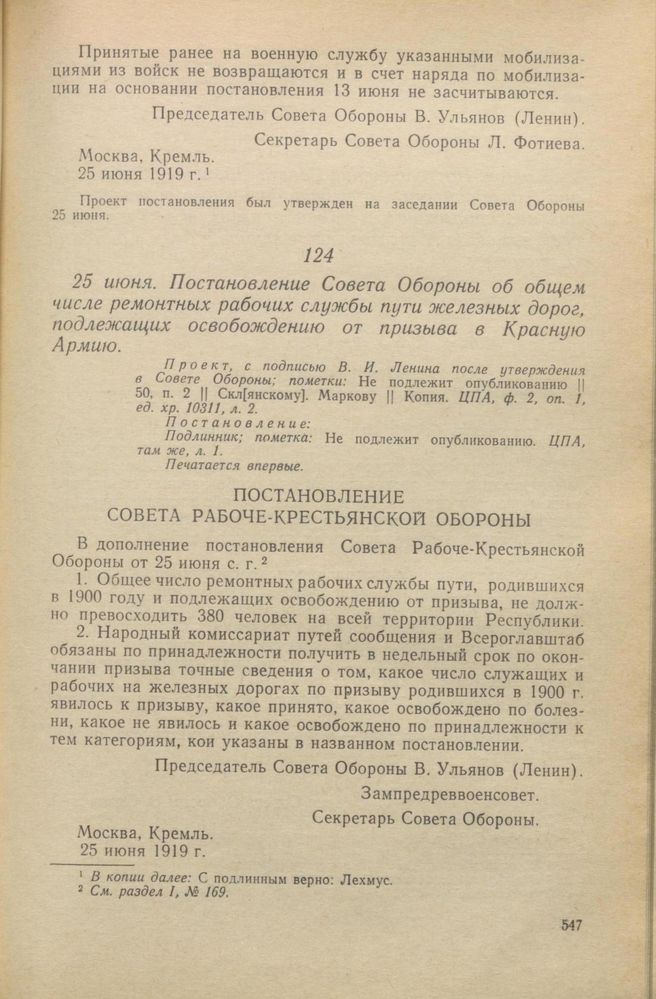 Принятые ранее на военную службу указанными мобилиза-
циями из войск не возвращаются и в счет наряда по мобилиза-
ции на основании постановления 13 июня не засчитываются.
Председатель Совета Обороны В. Ульянов (Ленин).
Секретарь Совета Обороны Л. Фотиева.
Москва, Кремль.
25 июня 1919 г. ¹
Проект постановления был утвержден на заседании Совета Обороны
25 июня.
124
25 июня. Постановление Совета Обороны об общем
числе ремонтных рабочих службы пути железных дорог,
подлежащих освобождению от призыва в Красную
Армию.
Проект, с подписью В. И. Ленина после утверждения
в Совете Обороны; пометки: Не подлежит опубликованию ||
50, п. 2 || Скл[янскому]. Маркову || Копия. ЦПА, ф. 2, оп. 1,
ед. хр. 10311, л. 2.
Постановление:
Подлинник; пометка: Не подлежит опубликованию. ЦПА,
там же, л. 1.
Печатается впервые.
ПОСТАНОВЛЕНИЕ
СОВЕТА РАБОЧЕ-КРЕСТЬЯНСКОЙ ОБОРОНЫ
В дополнение постановления Совета Рабоче-Крестьянской
Обороны от 25 июня с. г. ²
1. Общее число ремонтных рабочих службы пути, родившихся
в 1900 году и подлежащих освобождению от призыва, не долж-
но превосходить 380 человек на всей территории Республики.
2. Народный комиссариат путей сообщения и Всероглавштаб
обязаны по принадлежности получить в недельный срок по окон-
чании призыва точные сведения о том, какое число служащих и
рабочих на железных дорогах по призыву родившихся в 1900 г.
явилось к призыву, какое принято, какое освобождено по болез-
ни, какое не явилось и какое освобождено по принадлежности к
тем категориям, кои указаны в названном постановлении.
Председатель Совета Обороны В. Ульянов (Ленин).
Зампредреввоенсовет.
Секретарь Совета Обороны.
Москва, Кремль.
25 июня 1919 г.
¹ В копии далее: С подлинным верно: Лехмус.
² См. раздел I, № 169.
547